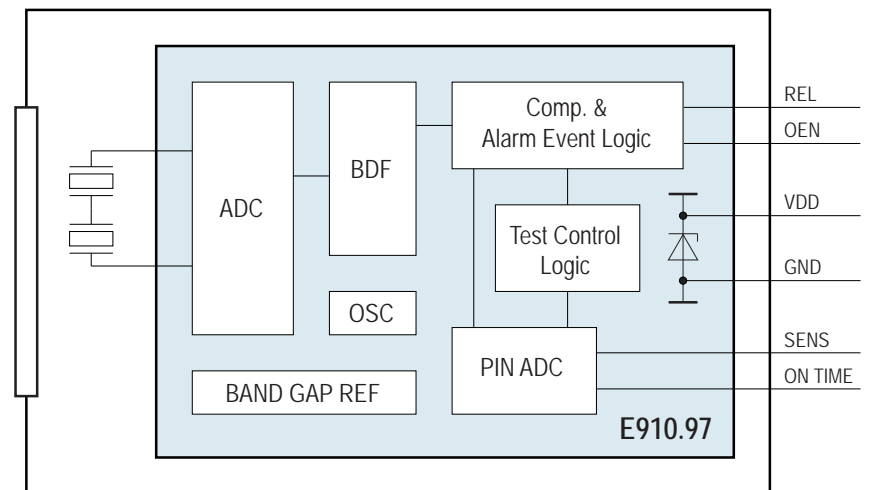 Comp. &
Alarm Event Logic
REL
OEN
BDF
ADC
VDD
Test Control
Logic
GND
OSC
SENS
PIN ADC
ON TIME
BAND GAP REF
E910.97